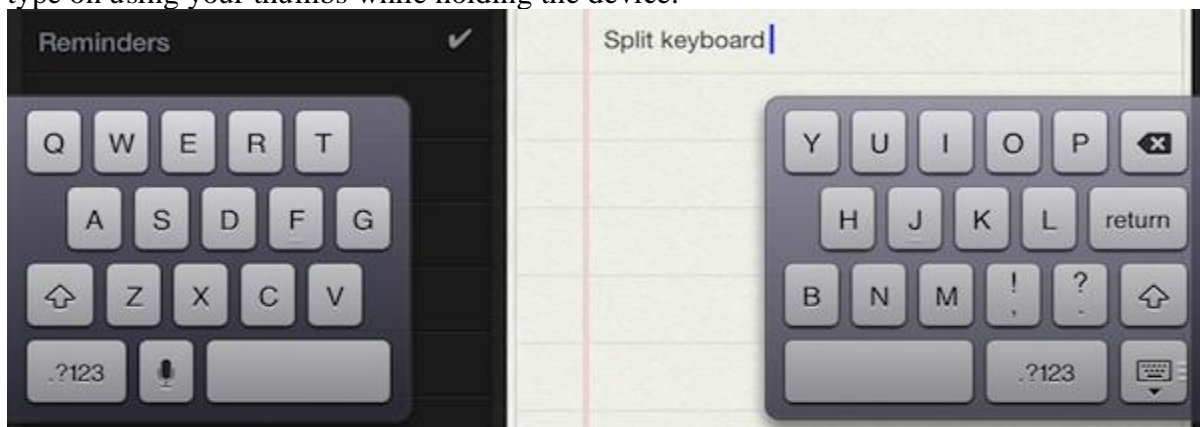 type on using your thumbs while holding the device.
Reminders ✔
Split keyboard
Q W E R T
Y U I O P
A S D F G
H J K L return
Z X C V
B N M ! , ? .
.?123
.?123